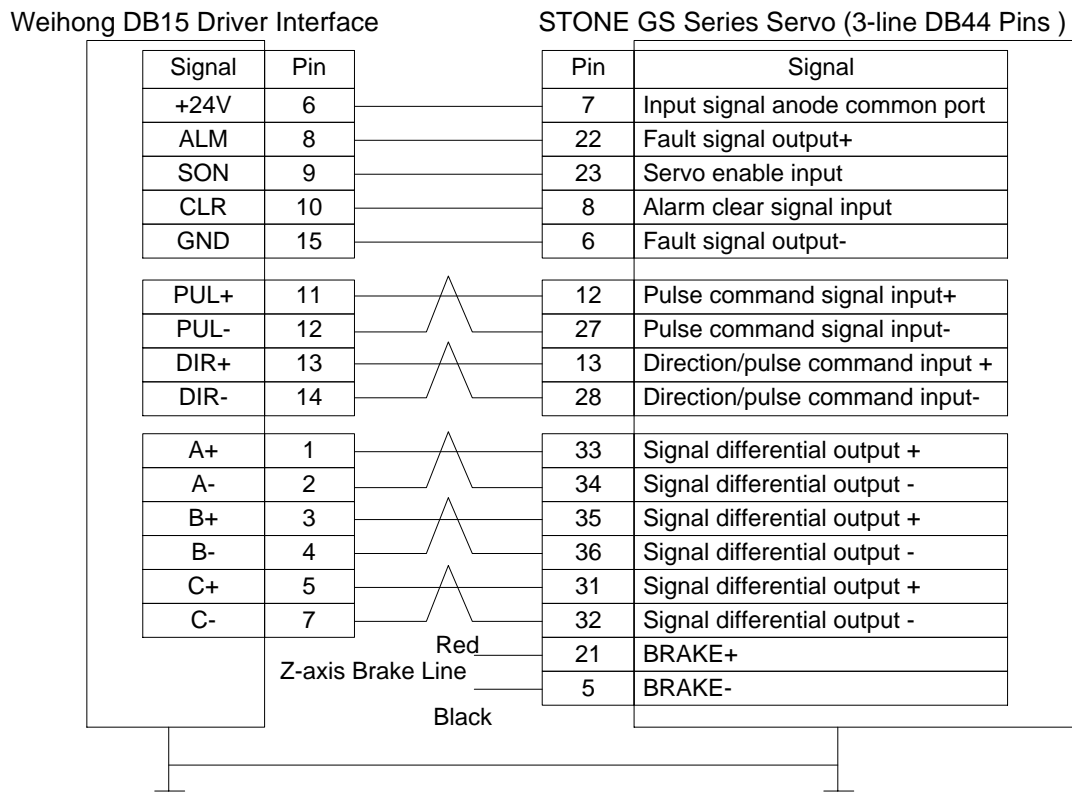 Weihong DB15 Driver Interface STONE GS Series Servo (3-line DB44 Pins )
Signal Pin Pin Signal
+24V 6 7 Input signal anode common port
ALM 8 22 Fault signal output+
SON 9 23 Servo enable input
CLR 10 8 Alarm clear signal input
GND 15 6 Fault signal output-
PUL+ 11 12 Pulse command signal input+
PUL- 12 27 Pulse command signal input-
DIR+ 13 13 Direction/pulse command input +
DIR- 14 28 Direction/pulse command input-
A+ 1 33 Signal differential output +
A- 2 34 Signal differential output -
B+ 3 35 Signal differential output +
B- 4 36 Signal differential output -
C+ 5 31 Signal differential output +
C- 7 32 Signal differential output -
Red 21 BRAKE+
Z-axis Brake Line
5 BRAKE-
Black